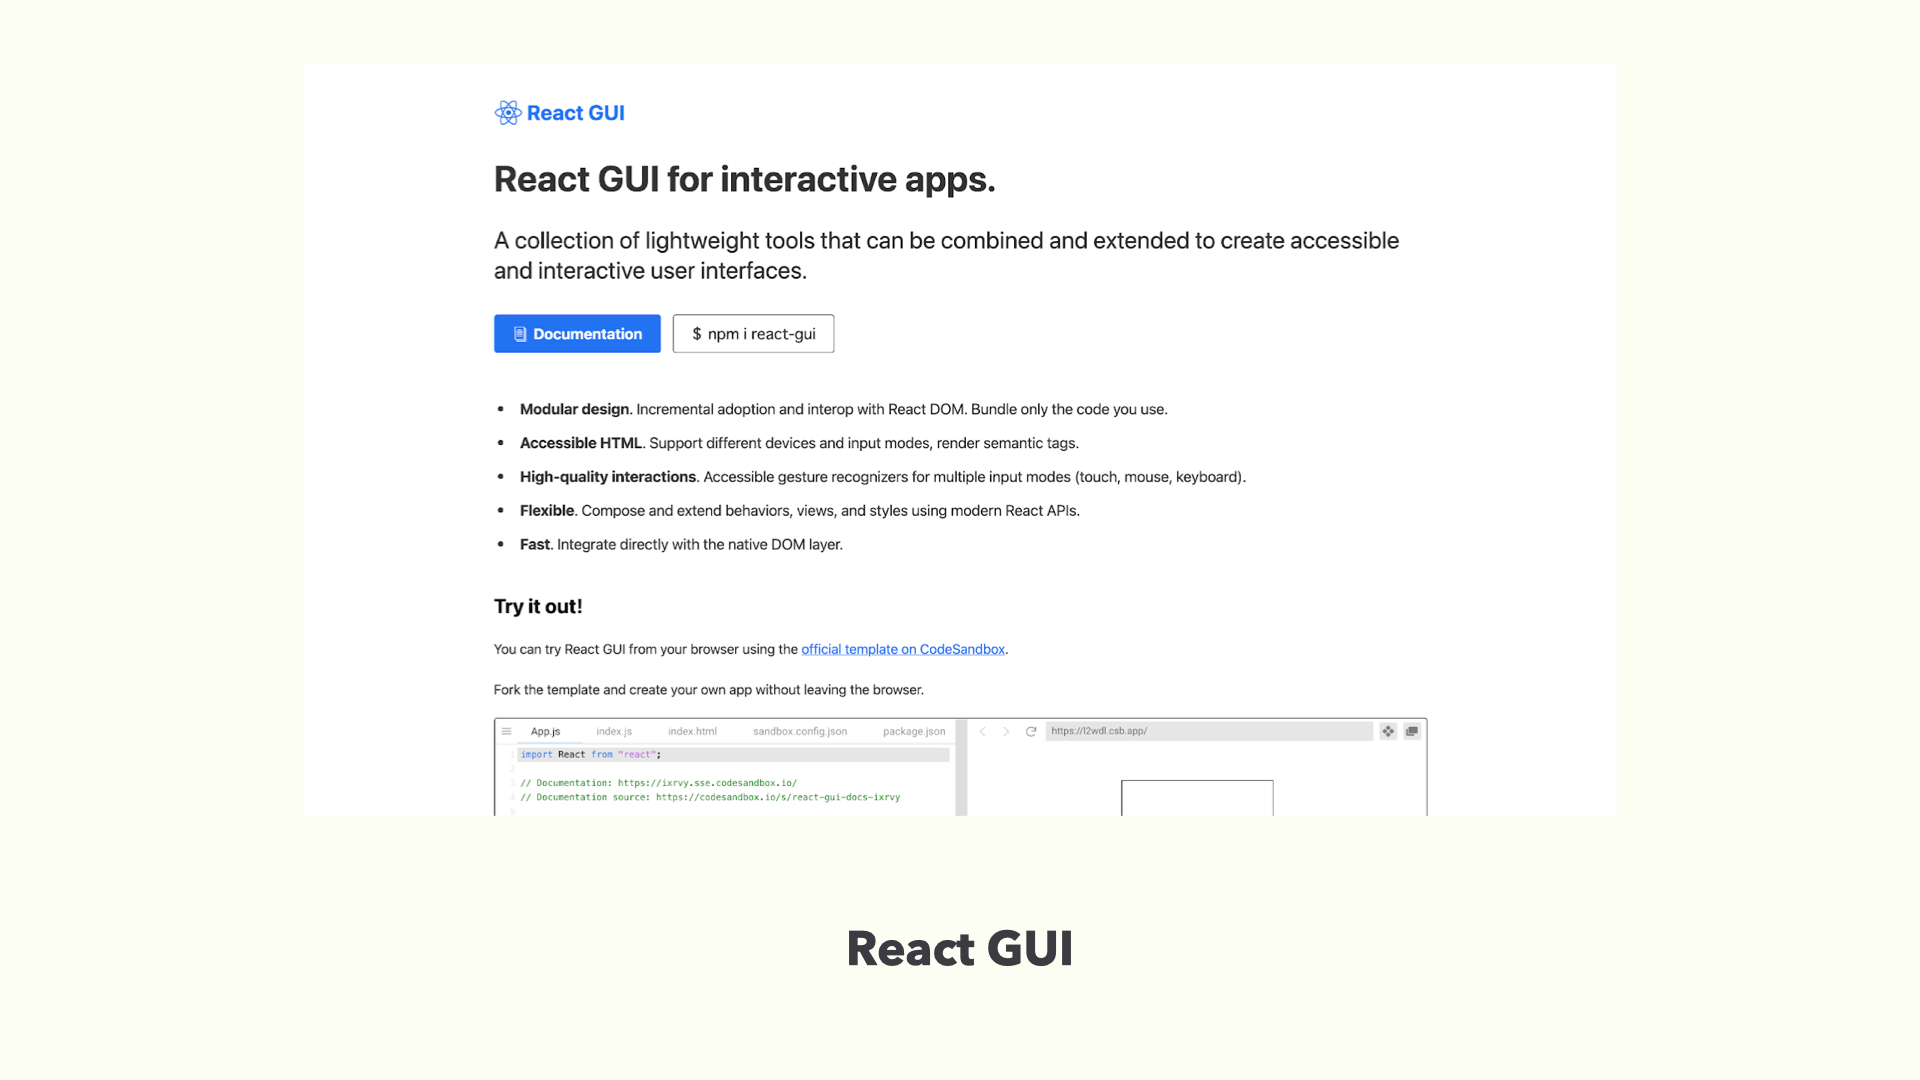 React GUI
React GUI for interactive apps.
A collection of lightweight tools that can be combined and extended to create accessible
and interactive user interfaces.
Documentation
$ npm i react-gui
• Modular design. Incremental adoption and interop with React DOM. Bundle only the code you use.
• Accessible HTML. Support different devices and input modes, render semantic tags.
• High-quality interactions. Accessible gesture recognizers for multiple input modes (touch, mouse, keyboard).
• Flexible. Compose and extend behaviors, views, and styles using modern React APIs.
• Fast. Integrate directly with the native DOM layer.
Try it out!
You can try React GUI from your browser using the official template on CodeSandbox.
Fork the template and create your own app without leaving the browser.
App.js index.js index.html sandbox.config.json package.json
https://l2wdl.csb.app/
1 import React from "react";
2
3 // Documentation: https://ixrvy.sse.codesandbox.io/
4 // Documentation source: https://codesandbox.io/s/react-gui-docs-ixrvy
5
React GUI